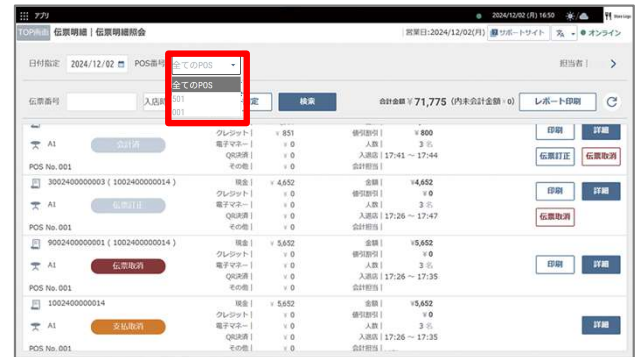 アプリ 2024/12/02 (月) 16:50
TOP画面 伝票明細 | 伝票明細照会 営業日:2024/12/02(月) サポートサイト オンライン
日付指定 2024/12/02 POS番号 全てのPOS 担当者 |
全てのPOS
501
001
伝票番号 入店時 定 検索 合計金額 ¥ 71,775 (内未会計金額 : 0) レポート印刷
クレジット | ¥ 851 値引割引 | ¥ 800 印刷 詳細
A1 会計済 電子マネー | ¥ 0 人数 | 3 名
QR決済 | ¥ 0 入退店 | 17:41 ～ 17:44 伝票訂正 伝票取消
POS No. 001 その他 | ¥ 0 会計担当 |
3002400000003 ( 1002400000014 ) 現金 | ¥ 4,652 金額 | ¥4,652
クレジット | ¥ 0 値引割引 | ¥ 0 印刷 詳細
A1 伝票訂正 電子マネー | ¥ 0 人数 | 3 名
QR決済 | ¥ 0 入退店 | 17:26 ～ 17:47 伝票取消
POS No. 001 その他 | ¥ 0 会計担当 |
9002400000001 ( 1002400000014 ) 現金 | ¥ 5,652 金額 | ¥5,652
クレジット | ¥ 0 値引割引 | ¥ 0
A1 伝票取消 電子マネー | ¥ 0 人数 | 3 名 印刷 詳細
QR決済 | ¥ 0 入退店 | 17:26 ～ 17:35
POS No. 001 その他 | ¥ 0 会計担当 |
1002400000014 現金 | ¥ 5,652 金額 | ¥5,652
クレジット | ¥ 0 値引割引 | ¥ 0
A1 支払取消 電子マネー | ¥ 0 人数 | 3 名 詳細
QR決済 | ¥ 0 入退店 | 17:26 ～ 17:35
POS No. 001 その他 | ¥ 0 会計担当 |